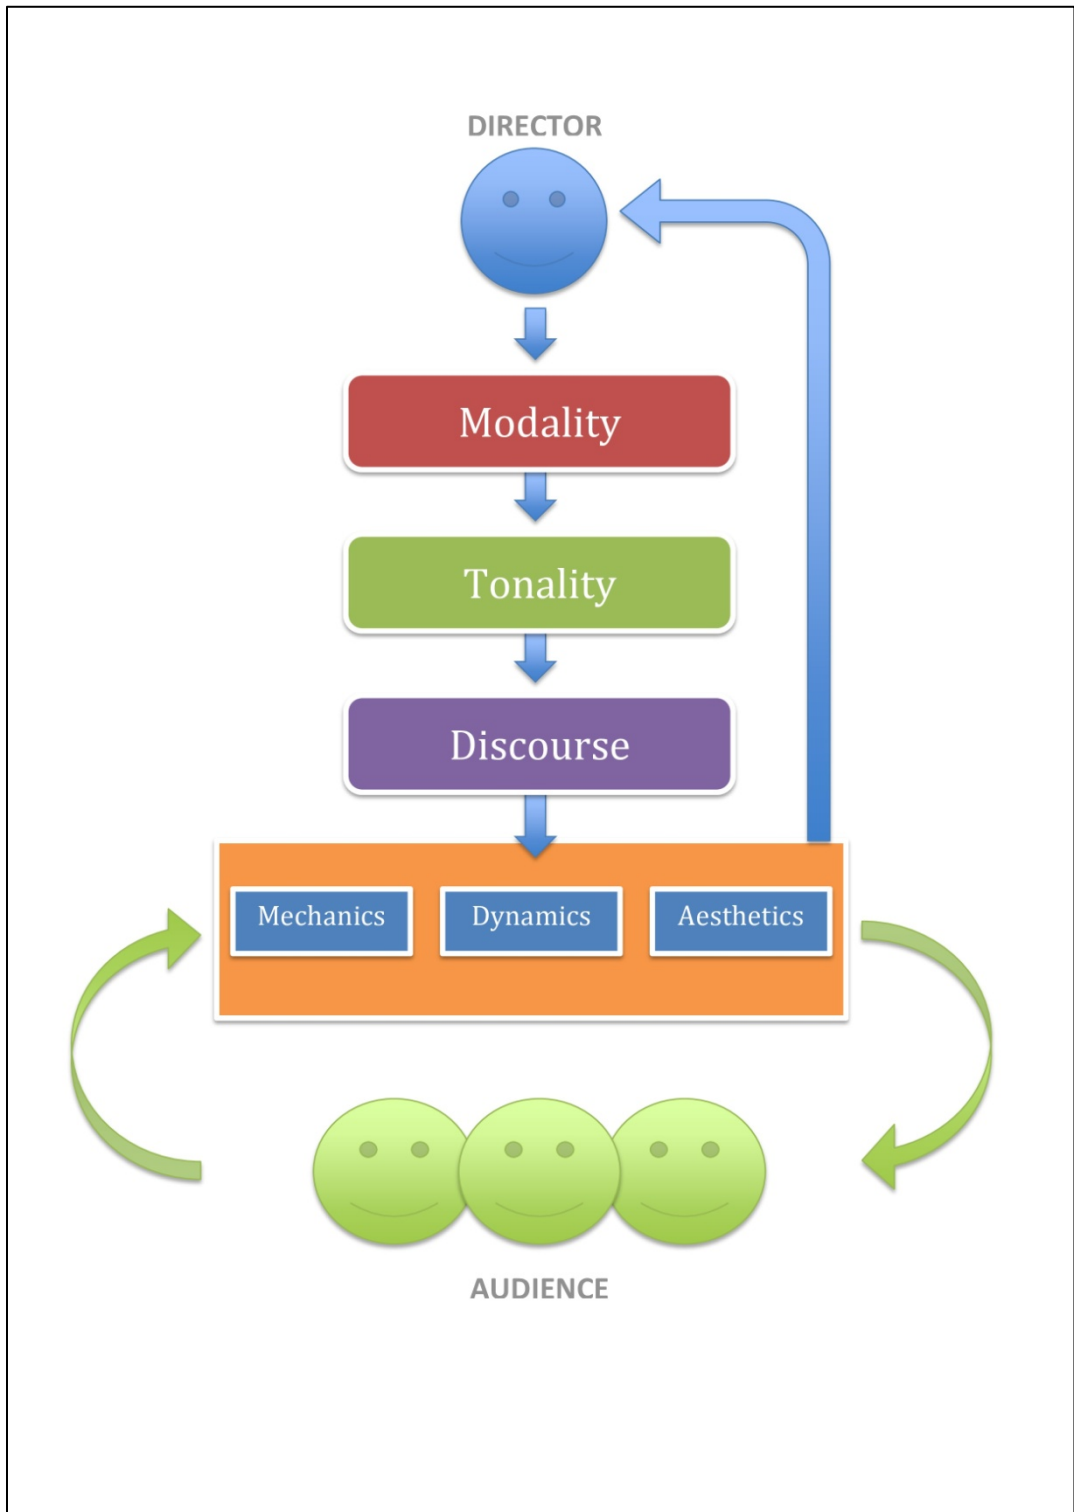 DIRECTOR
Modality
Tonality
Discourse
Mechanics
Dynamics
Aesthetics
AUDIENCE